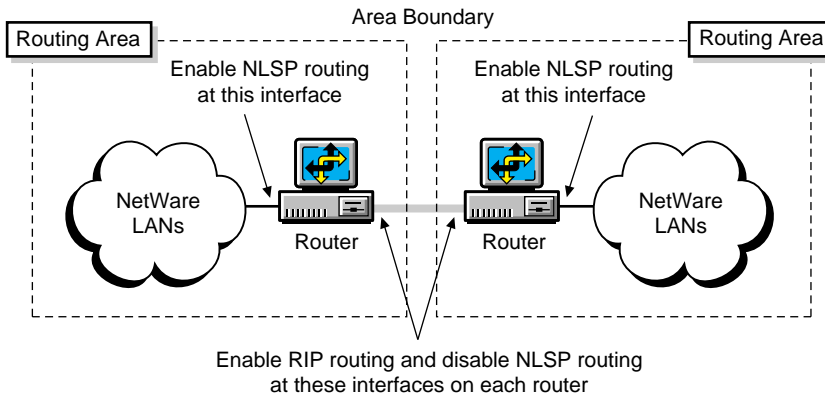 Area Boundary
Routing Area
Routing Area
Enable NLSP routing
at this interface
Enable NLSP routing
at this interface
NetWare
LANs
Router
Router
NetWare
LANs
Enable RIP routing and disable NLSP routing
at these interfaces on each router